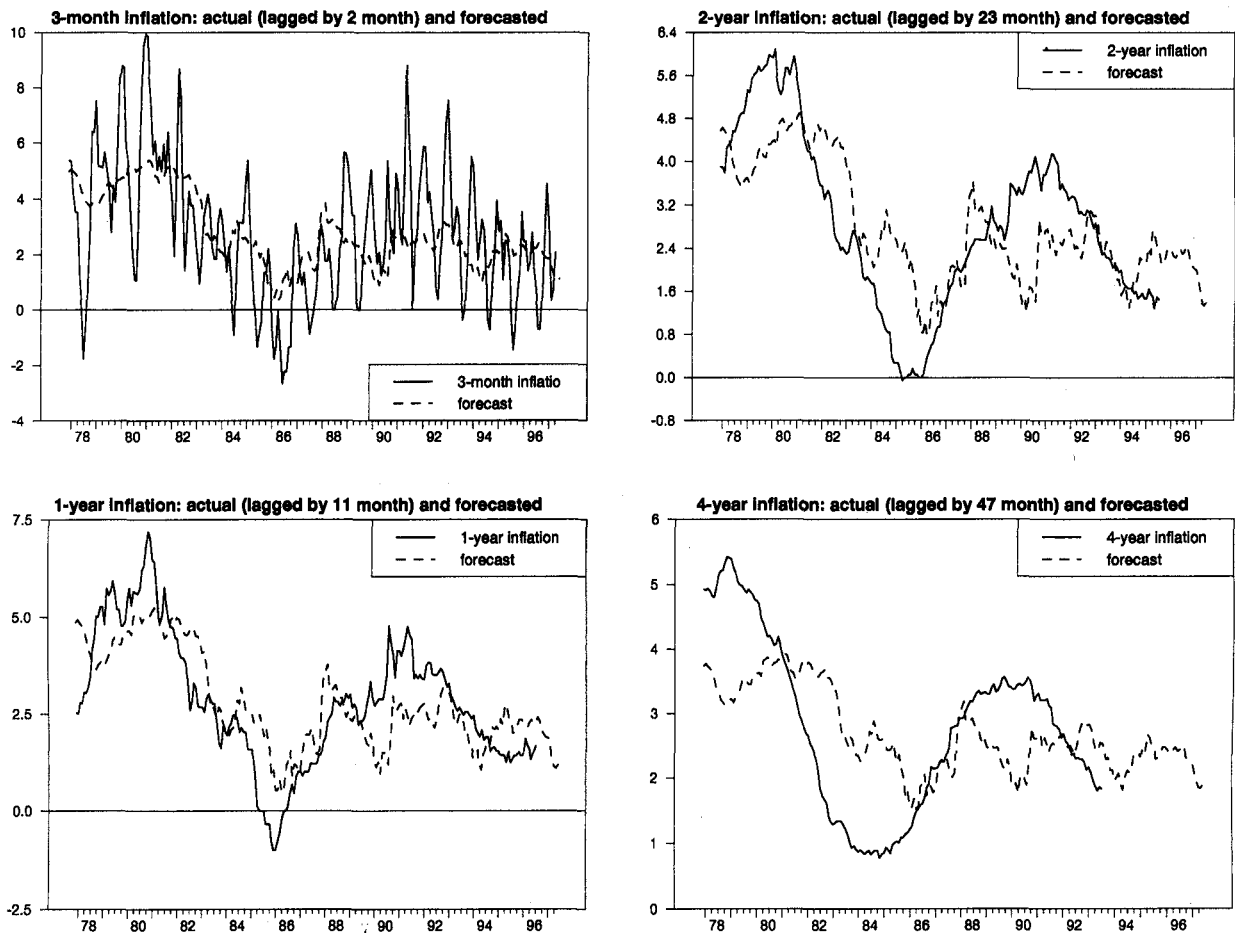 3-month inflation: actual (lagged by 2 month) and forecasted
10
8
6
4
2
0
-2
-4
3-month inflatio
forecast
78 80 82 84 86 88 90 92 94 96
2-year inflation: actual (lagged by 23 month) and forecasted
6.4
5.6
4.8
4.0
3.2
2.4
1.6
0.8
0.0
-0.8
2-year inflation
forecast
78 80 82 84 86 88 90 92 94 96
1-year inflation: actual (lagged by 11 month) and forecasted
7.5
5.0
2.5
0.0
-2.5
1-year inflation
forecast
78 80 82 84 86 88 90 92 94 96
4-year inflation: actual (lagged by 47 month) and forecasted
6
5
4
3
2
1
0
4-year inflation
forecast
78 80 82 84 86 88 90 92 94 96